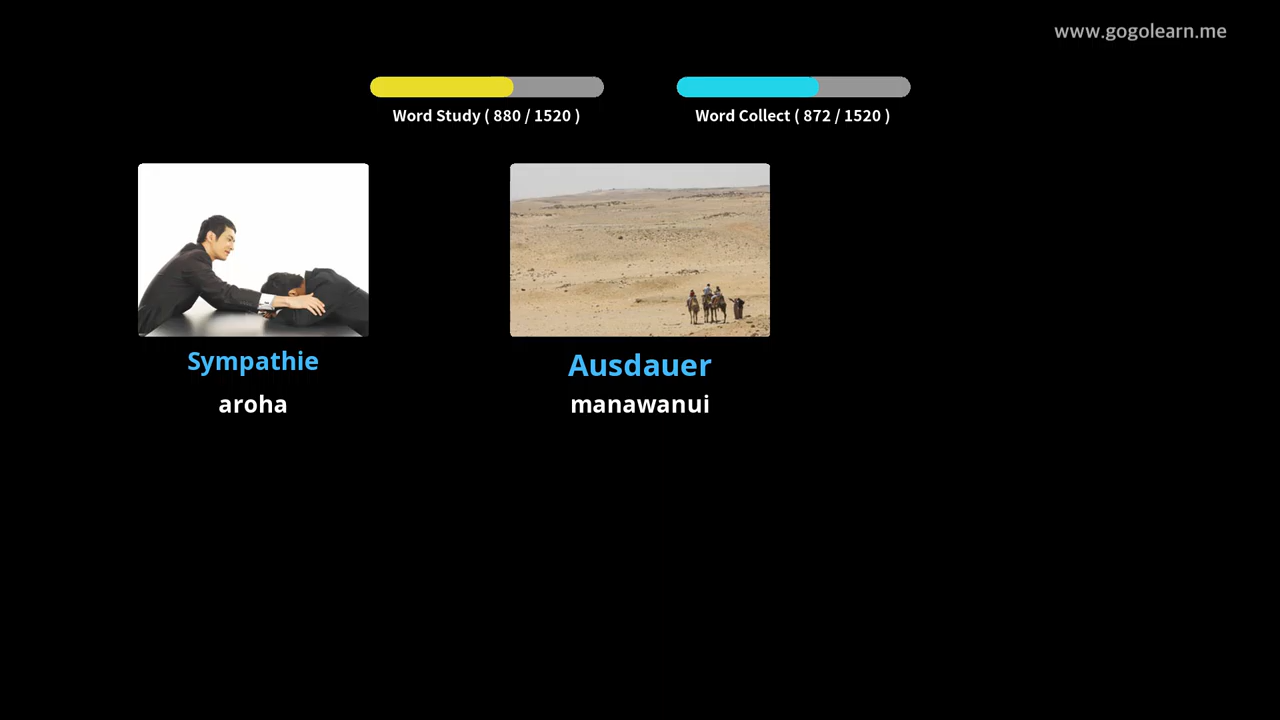 www.gogolearn.me
Word Study ( 880 / 1520 )
Word Collect ( 872 / 1520 )
Sympathie
aroha
Ausdauer
manawanui